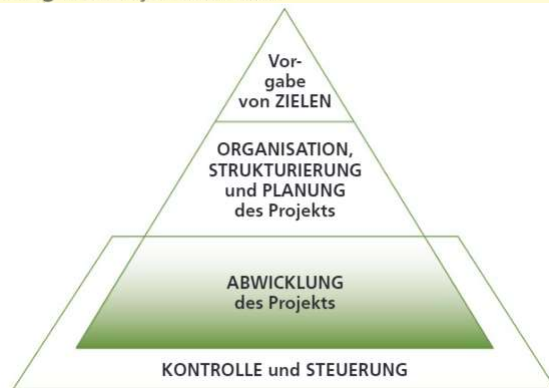 Vor-
gabe
von ZIELEN
ORGANISATION,
STRUKTURIERUNG
und PLANUNG
des Projekts
ABWICKLUNG
des Projekts
KONTROLLE und STEUERUNG